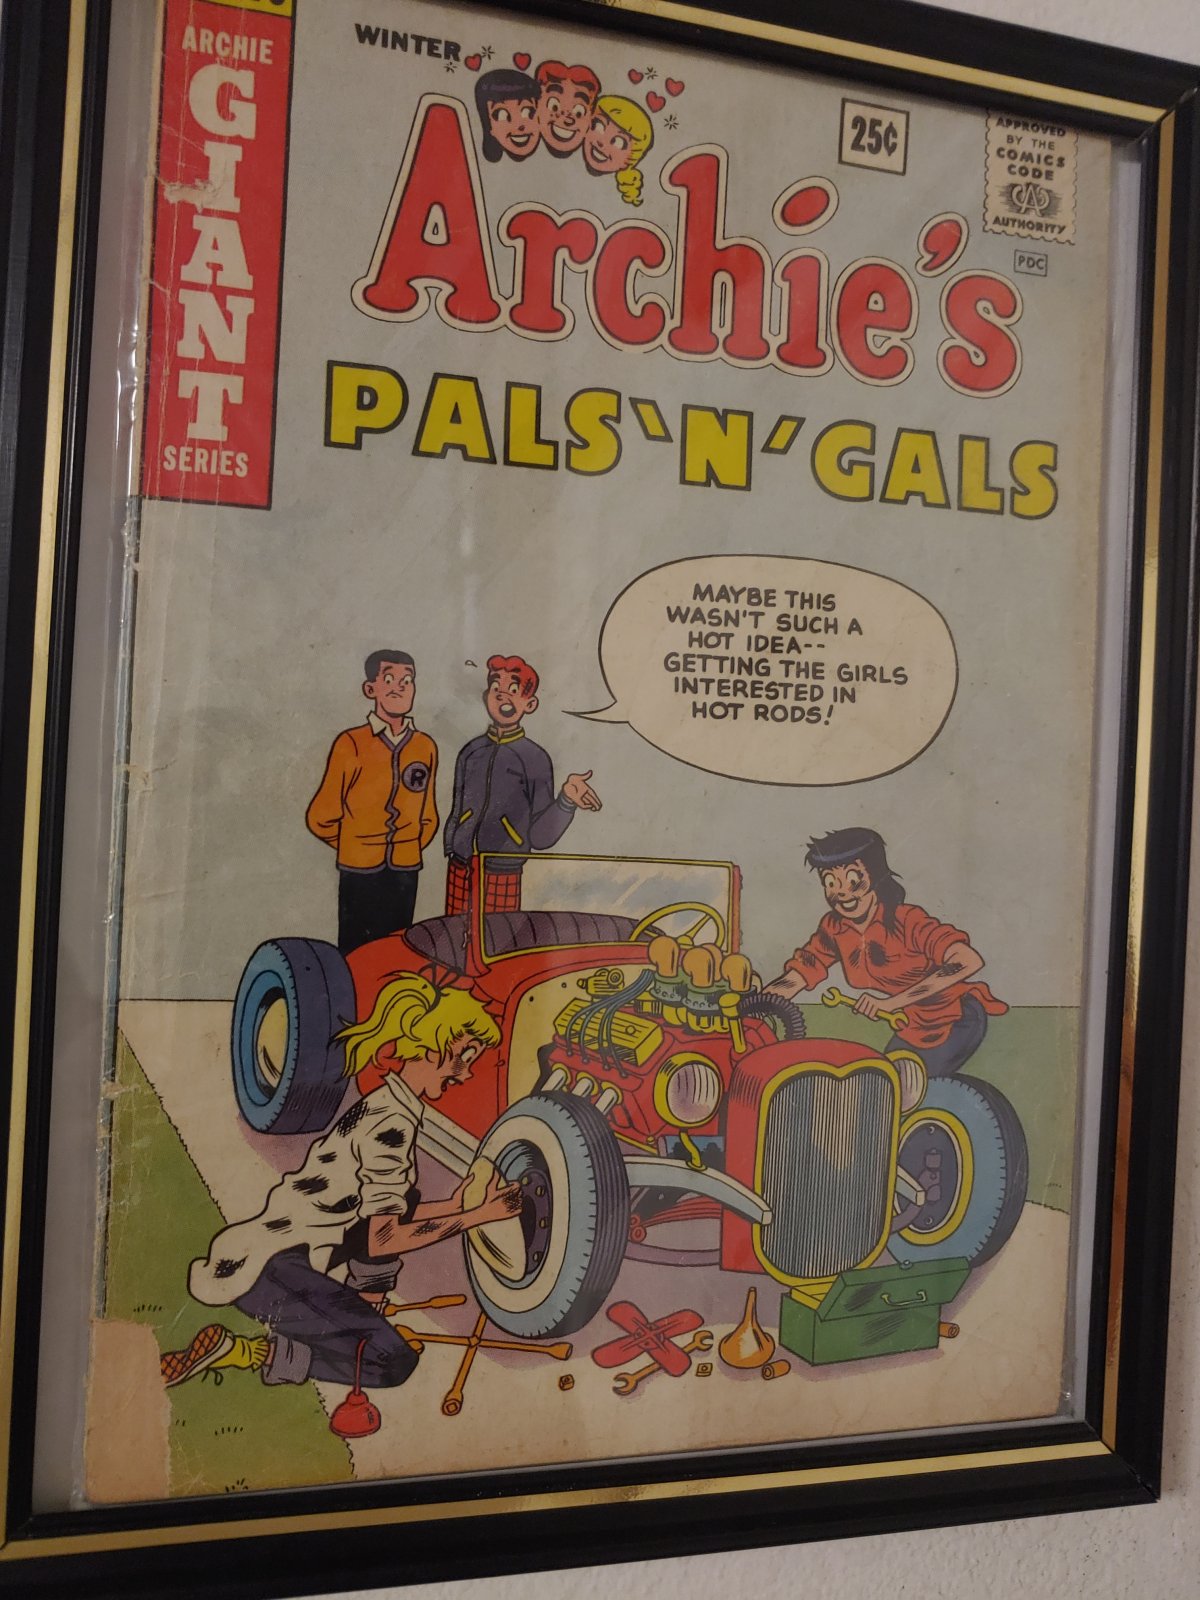 ARCHIE
GIANT
SERIES
WINTER
Archie's
PALS 'N' GALS
25¢
APPROVED
BY THE
COMICS
CODE
CA
AUTHORITY
PDC
MAYBE THIS
WASN'T SUCH A
HOT IDEA--
GETTING THE GIRLS
INTERESTED IN
HOT RODS!
R